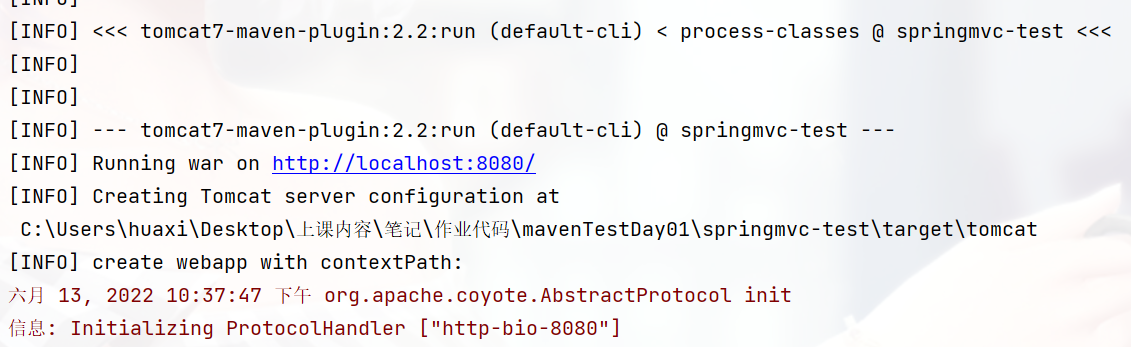 [INFO]
[INFO] <<< tomcat7-maven-plugin:2.2:run (default-cli) < process-classes @ springmvc-test <<<
[INFO]
[INFO]
[INFO] --- tomcat7-maven-plugin:2.2:run (default-cli) @ springmvc-test ---
[INFO] Running war on http://localhost:8080/
[INFO] Creating Tomcat server configuration at
C:\Users\huaxi\Desktop\上课内容\笔记\作业代码\mavenTestDay01\springmvc-test\target\tomcat
[INFO] create webapp with contextPath:
六月 13, 2022 10:37:47 下午 org.apache.coyote.AbstractProtocol init
信息: Initializing ProtocolHandler ["http-bio-8080"]